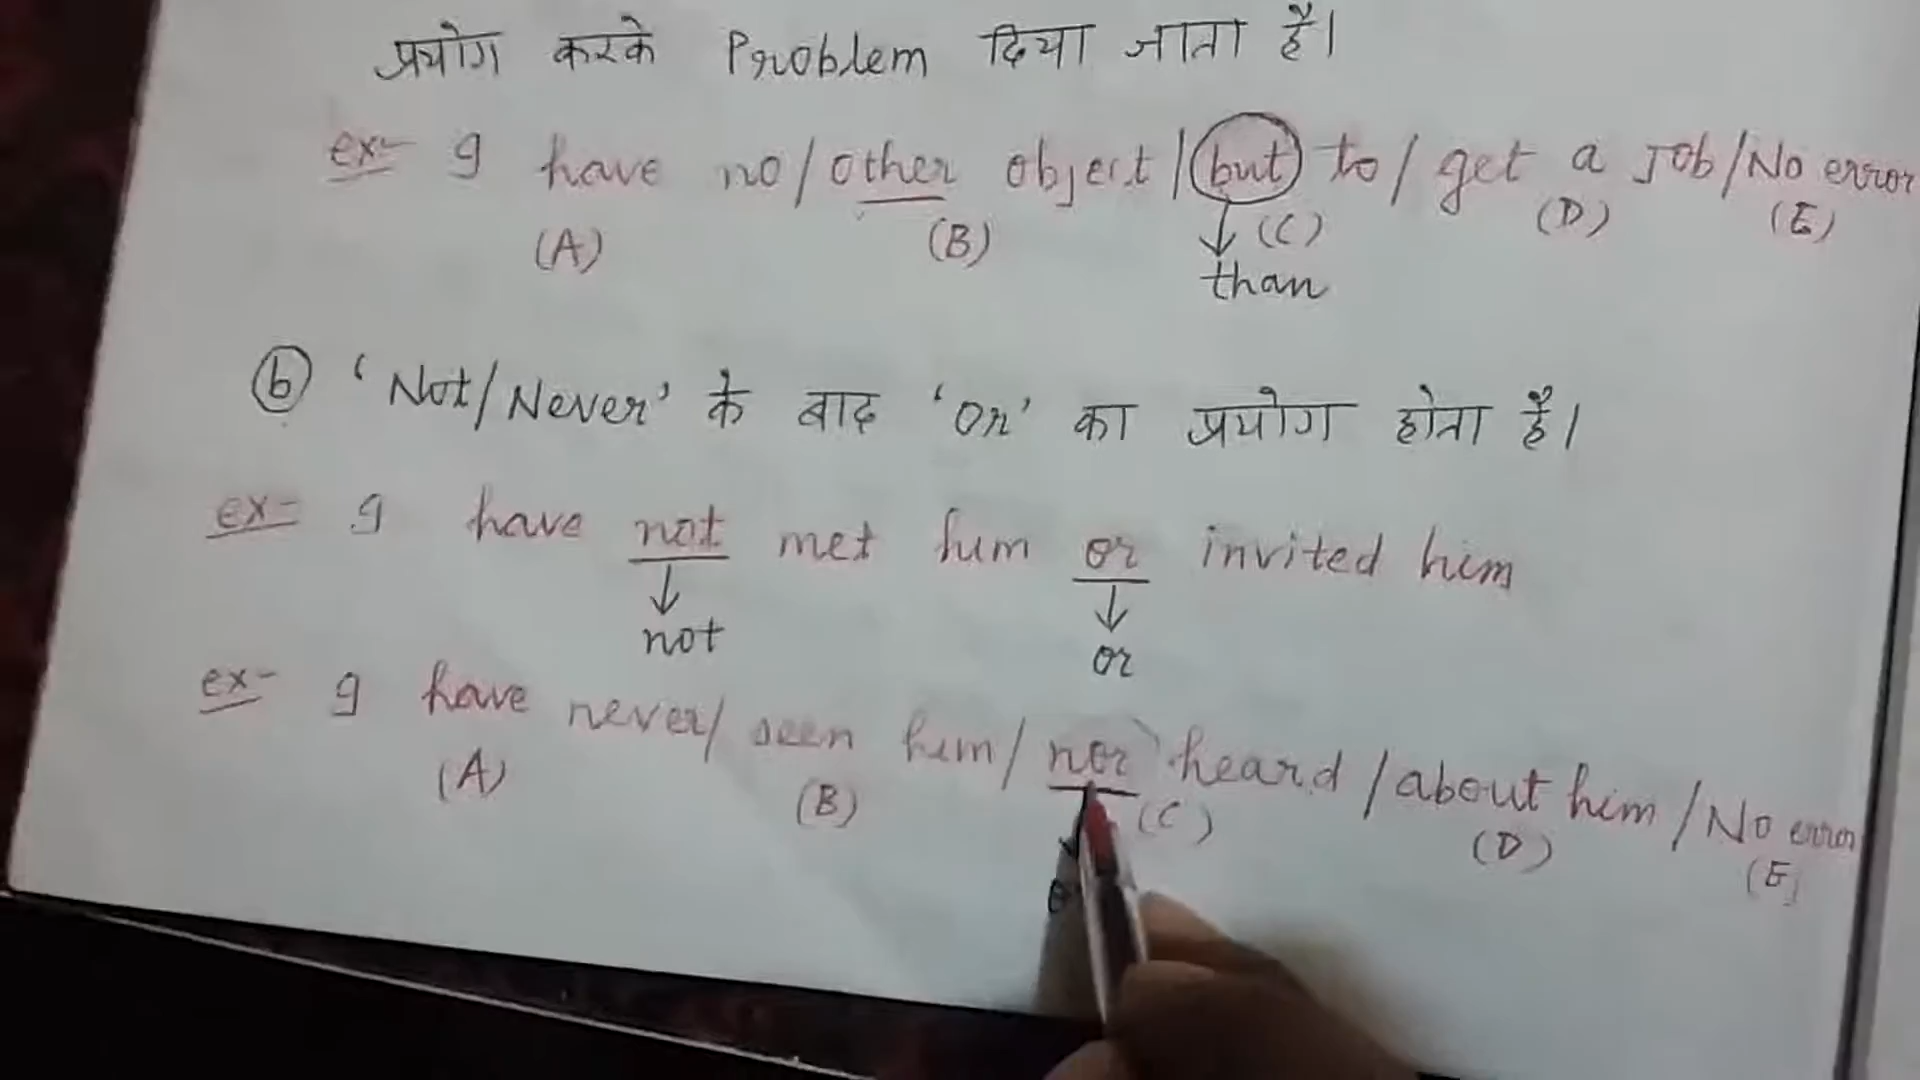 प्रयोग करके Problem दिया जाता है।
ex- I have no / other object / but to / get a Job / No error
(A) (B) (C) (D) (E)
than
(b) 'Not/Never' के बाद 'or' का प्रयोग होता है।
ex- I have not met him or invited him
not or
ex- I have never / seen him / nor heard / about him / No error
(A) (B) (C) (D) (E)